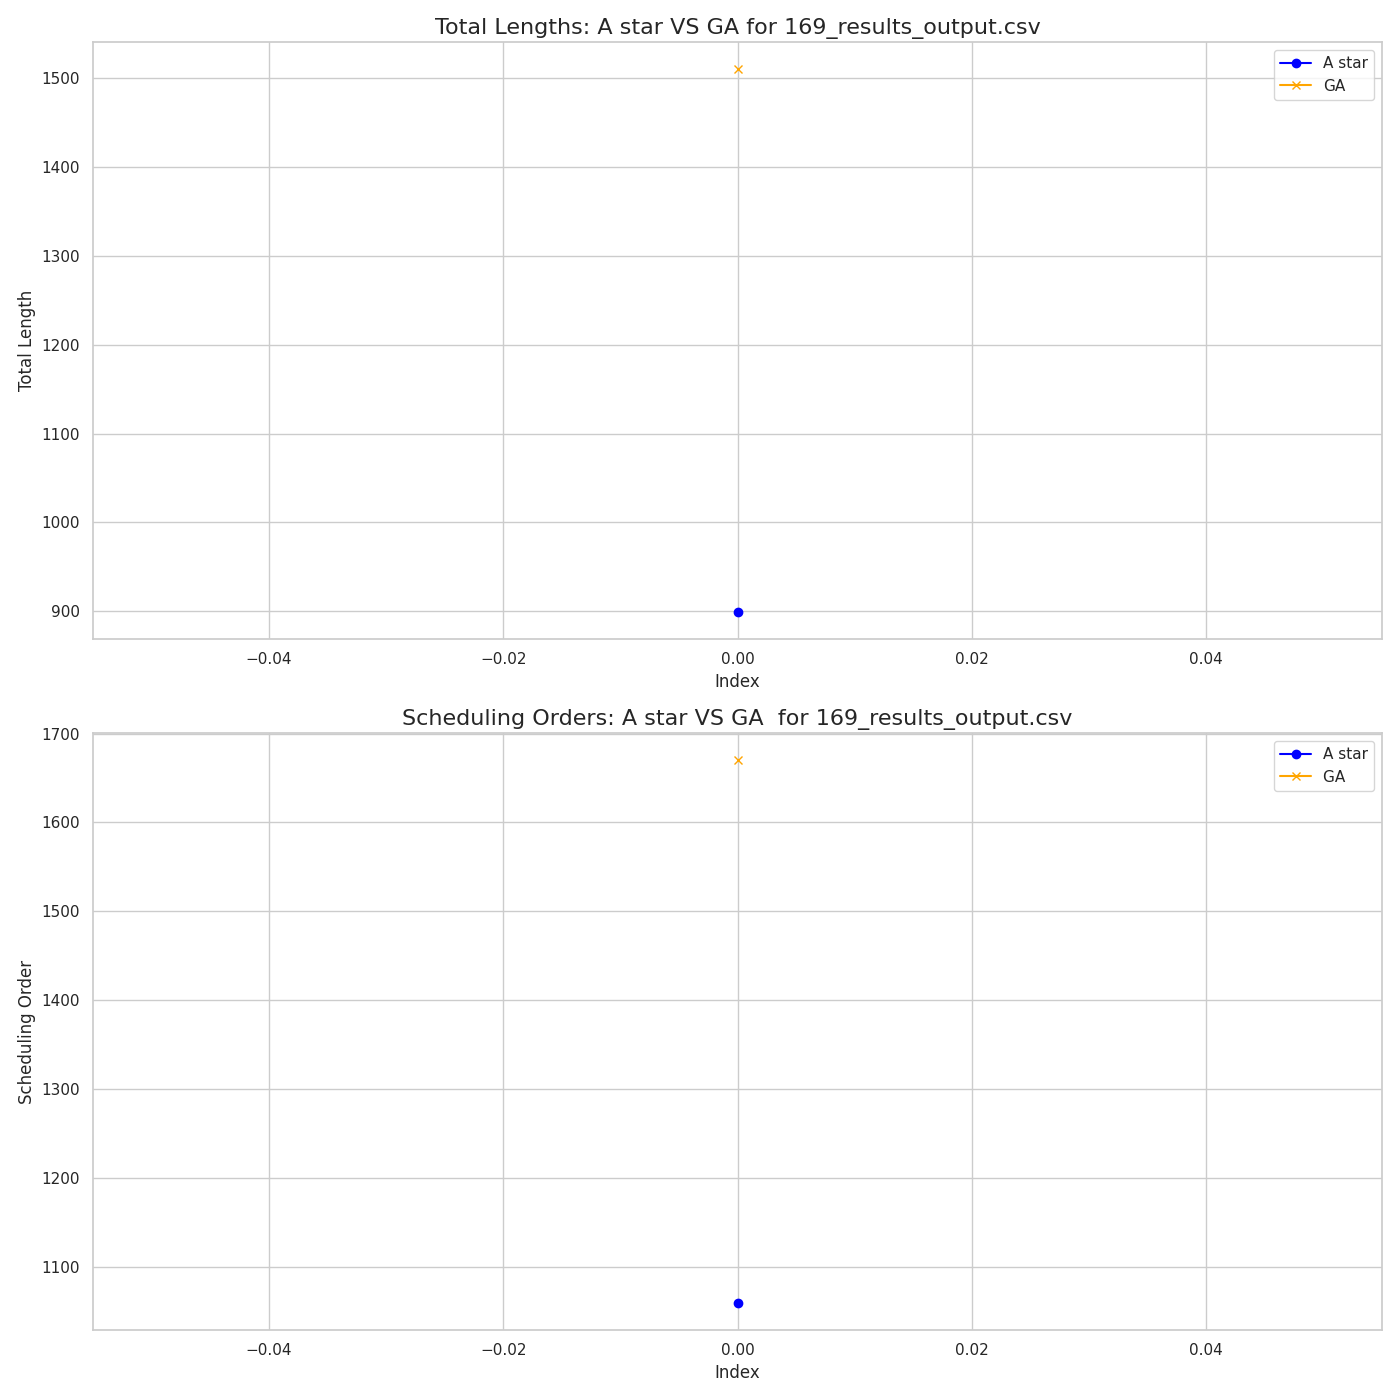 Total Lengths: A star VS GA for 169_results_output.csv
A star
GA
1500
1400
1300
1200
1100
1000
900
Total Length
−0.04 −0.02 0.00 0.02 0.04
Index
Scheduling Orders: A star VS GA  for 169_results_output.csv
A star
GA
1700
1600
1500
1400
1300
1200
1100
Scheduling Order
−0.04 −0.02 0.00 0.02 0.04
Index